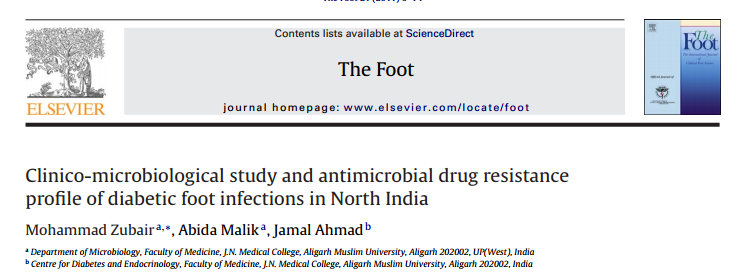 Contents lists available at ScienceDirect
The Foot
journal homepage: www.elsevier.com/locate/foot
ELSEVIER
The
Foot
Clinico-microbiological study and antimicrobial drug resistance
profile of diabetic foot infections in North India
Mohammad Zubair a,*, Abida Malik a, Jamal Ahmad b
a Department of Microbiology, Faculty of Medicine, J.N. Medical College, Aligarh Muslim University, Aligarh 202002, UP(West), India
b Centre for Diabetes and Endocrinology, Faculty of Medicine, J.N. Medical College, Aligarh Muslim University, Aligarh 202002, India